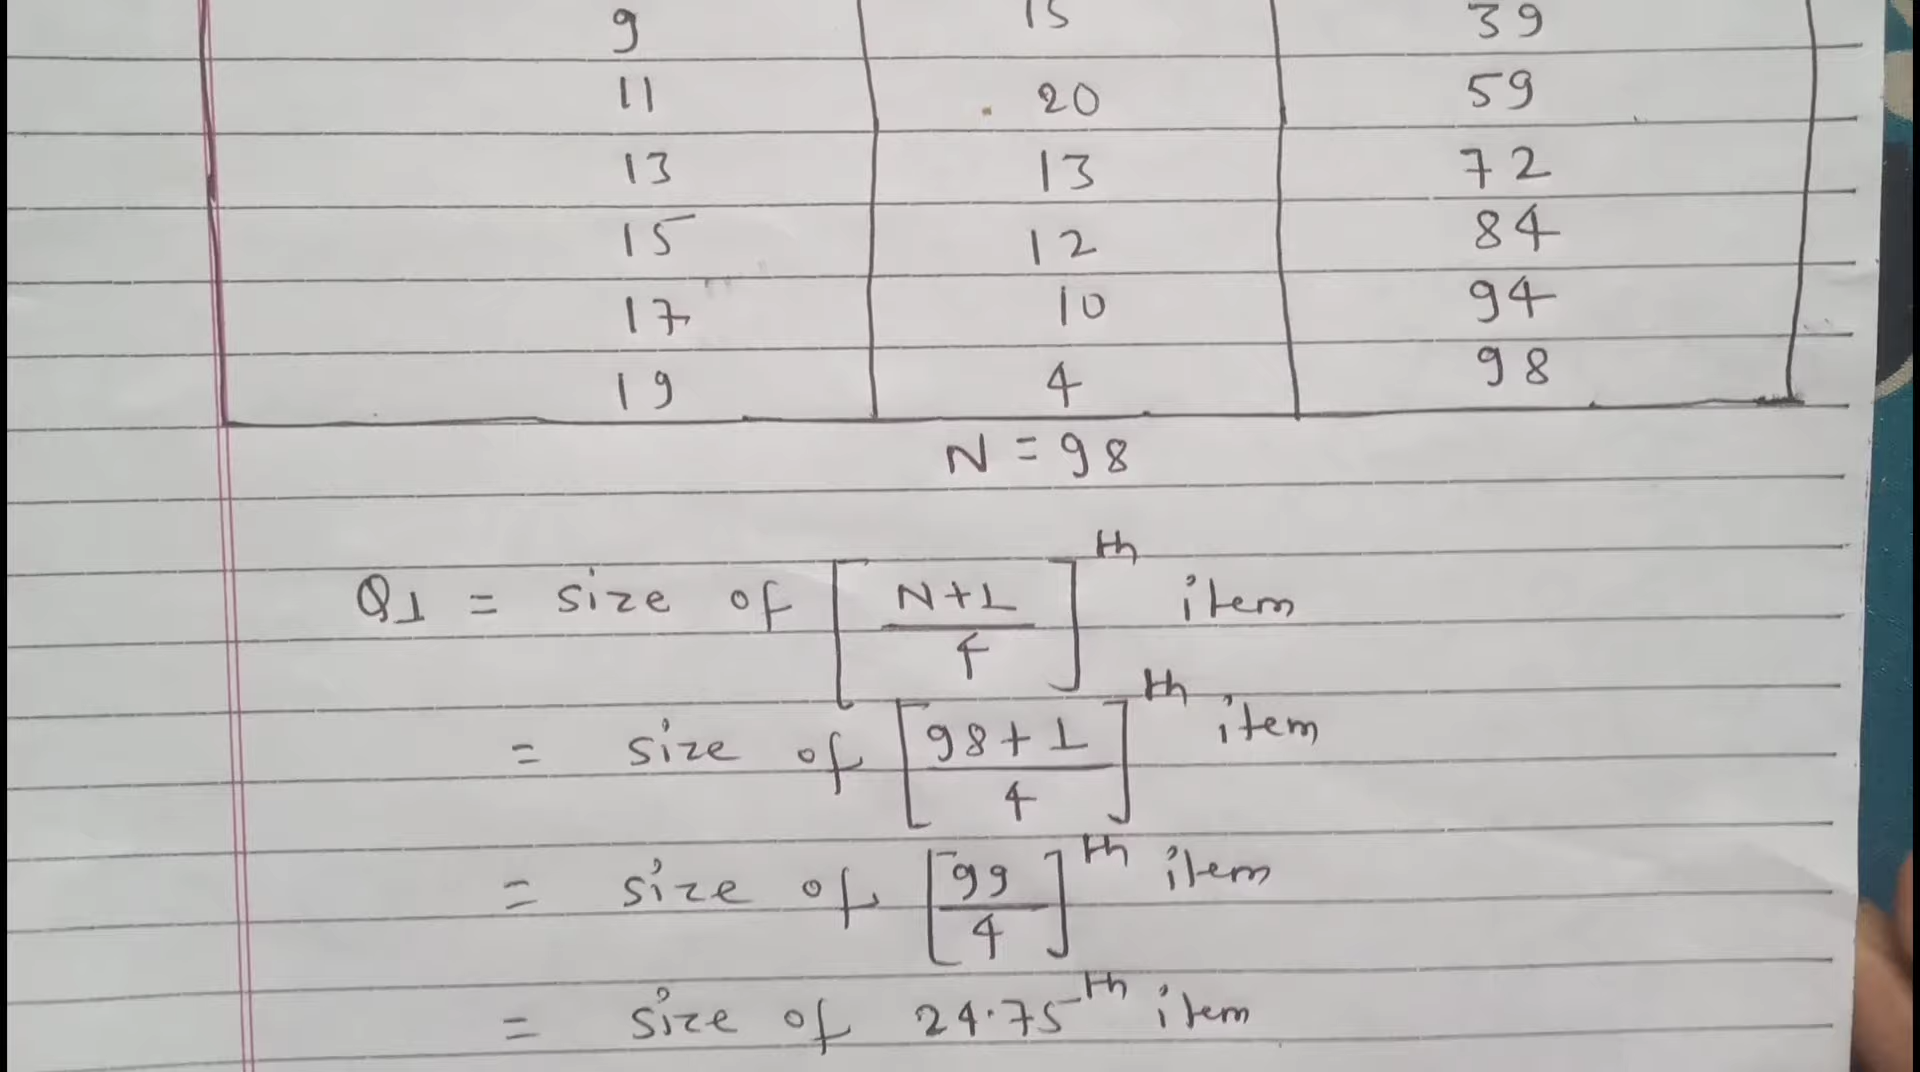 9 15 39
11 20 59
13 13 72
15 12 84
17 10 94
19 4 98
N = 98
Q1 = size of [N+1 / 4]th item
= size of [98+1 / 4]th item
= size of [99 / 4]th item
= size of 24.75th item